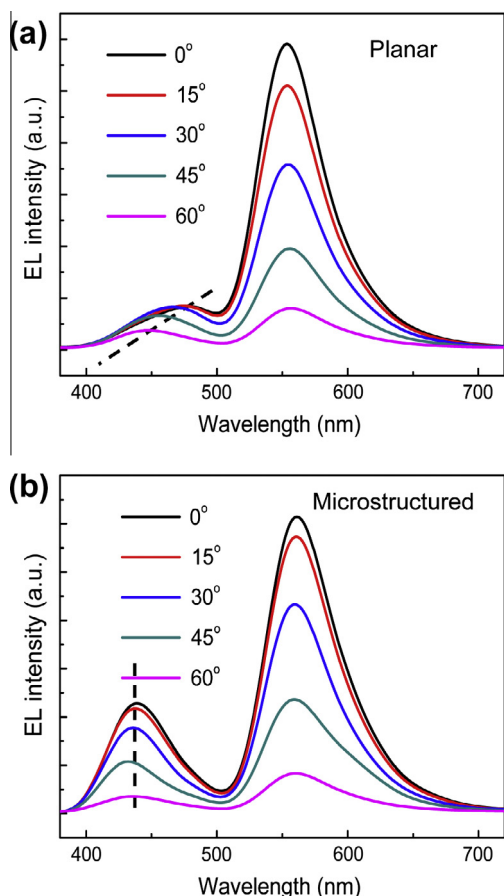 (a)
Planar
0°
15°
30°
45°
60°
EL intensity (a.u.)
400 500 600 700
Wavelength (nm)
(b)
Microstructured
0°
15°
30°
45°
60°
EL intensity (a.u.)
400 500 600 700
Wavelength (nm)